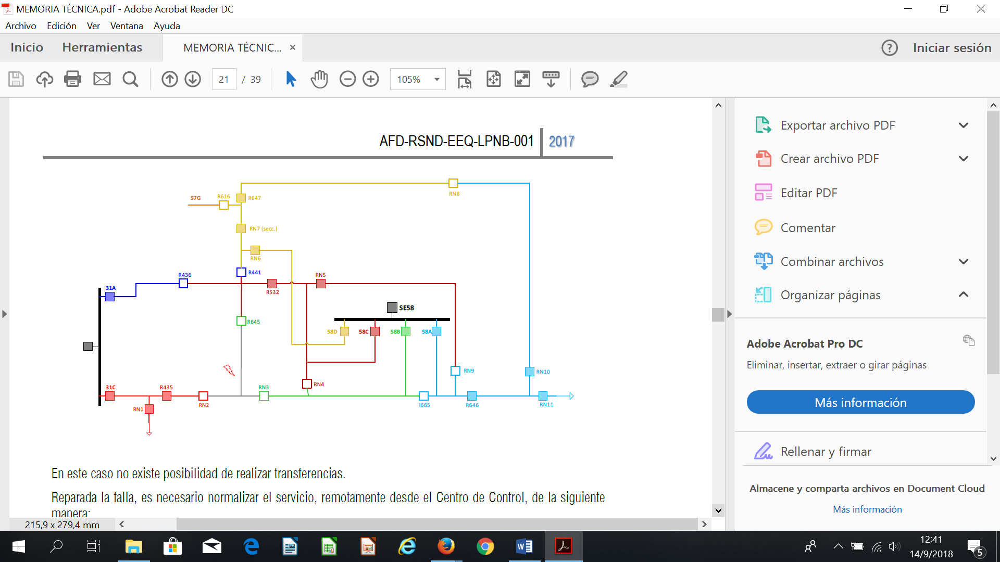 MEMORIA TÉCNICA.pdf - Adobe Acrobat Reader DC
Archivo Edición Ver Ventana Ayuda
Inicio Herramientas MEMORIA TÉCNIC... × Iniciar sesión
21 / 39 105%
AFD-RSND-EEQ-LPNB-001 2017
RN8
57G R616 R647
RN7 (secc.)
RN6
R441
R436 RN5
31A R532
SE58
R645
58D 58C 58B 58A
RN9 RN10
RN4
31C R435 RN3
RN2 I665 R646 RN11
RN1
En este caso no existe posibilidad de realizar transferencias.
Reparada la falla, es necesario normalizar el servicio, remotamente desde el Centro de Control, de la siguiente
manera:
215,9 x 279,4 mm
Exportar archivo PDF
Crear archivo PDF
Editar PDF
Comentar
Combinar archivos
Organizar páginas
Adobe Acrobat Pro DC
Eliminar, insertar, extraer o girar páginas
Más información
Rellenar y firmar
Almacene y comparta archivos en Document Cloud
Más información
12:41
14/9/2018
5